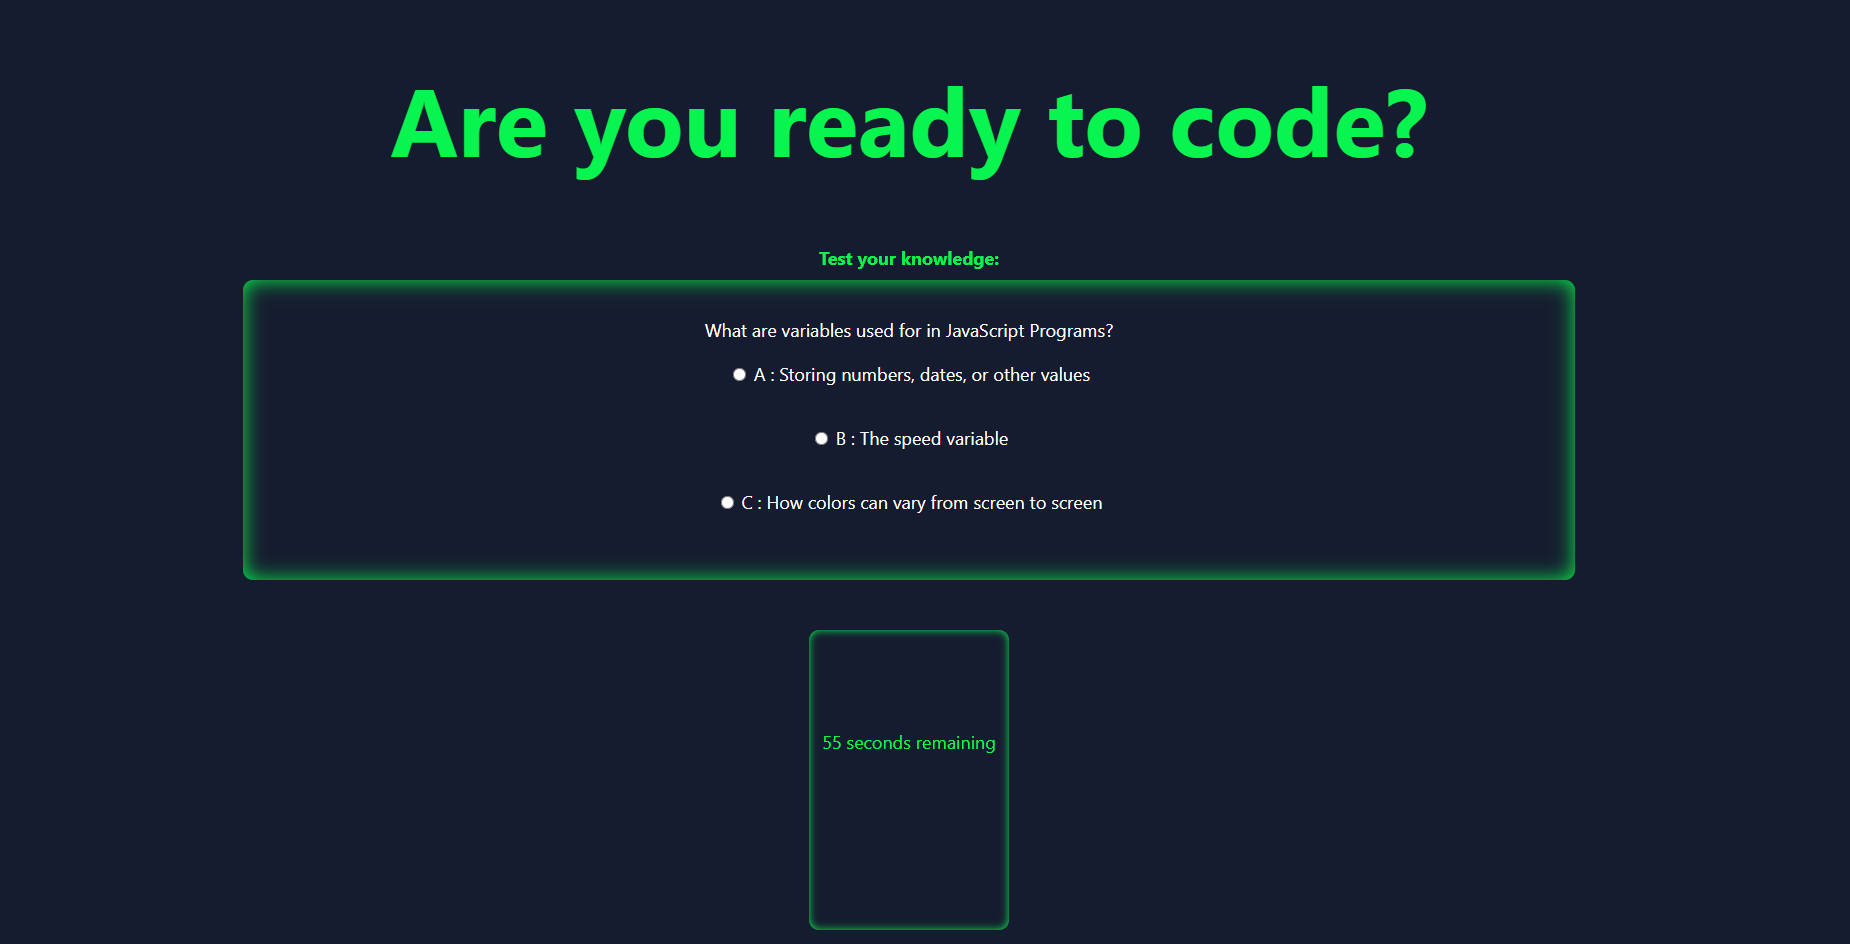 Are you ready to code?
Test your knowledge:
What are variables used for in JavaScript Programs?
A : Storing numbers, dates, or other values
B : The speed variable
C : How colors can vary from screen to screen
55 seconds remaining